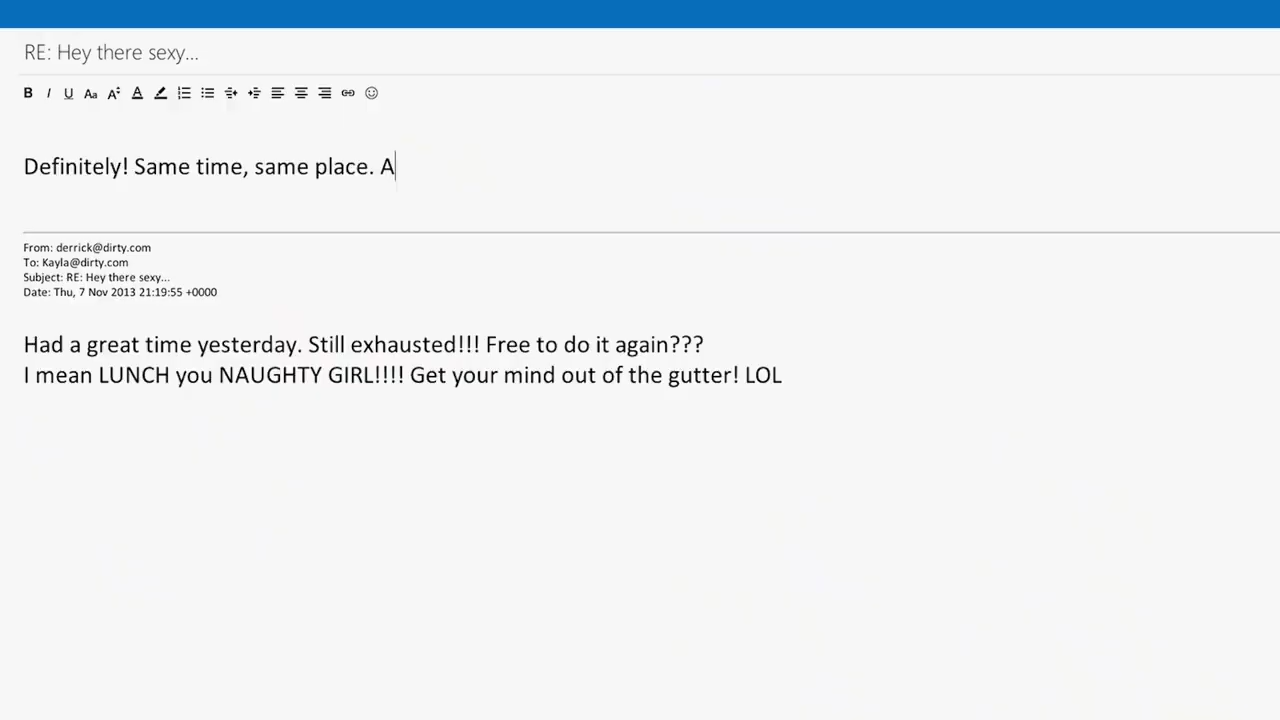 RE: Hey there sexy...
B I U Aa A A
Definitely! Same time, same place. A
From: derrick@dirty.com
To: Kayla@dirty.com
Subject: RE: Hey there sexy...
Date: Thu, 7 Nov 2013 21:19:55 +0000
Had a great time yesterday. Still exhausted!!! Free to do it again???
I mean LUNCH you NAUGHTY GIRL!!!! Get your mind out of the gutter! LOL